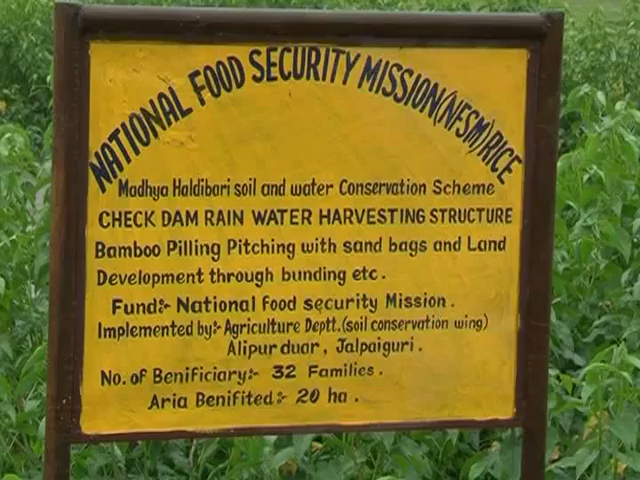 NATIONAL FOOD SECURITY MISSION(NFSM)RICE
Madhya Haldibari soil and water Conservation Scheme
CHECK DAM RAIN WATER HARVESTING STRUCTURE
Bamboo Pilling Pitching with sand bags and Land
Development through bunding etc.
Fund:- National food security Mission.
Implemented by:- Agriculture Deptt.(soil conservation wing)
Alipurduar, Jalpaiguri.
No. of Benificiary:- 32 Families.
Aria Benifited:- 20 ha.